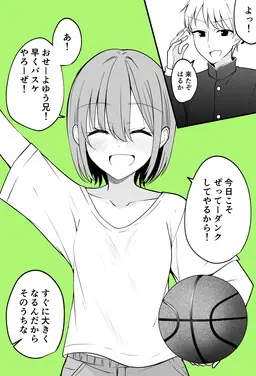 よっ！
来たぞ
はるか
あ！
おせーよゆう兄！
早くバスケ
やろーぜ！
今日こそ
ぜってーダンク
してやるから！
すぐに大きく
なるんだから
そのうちな